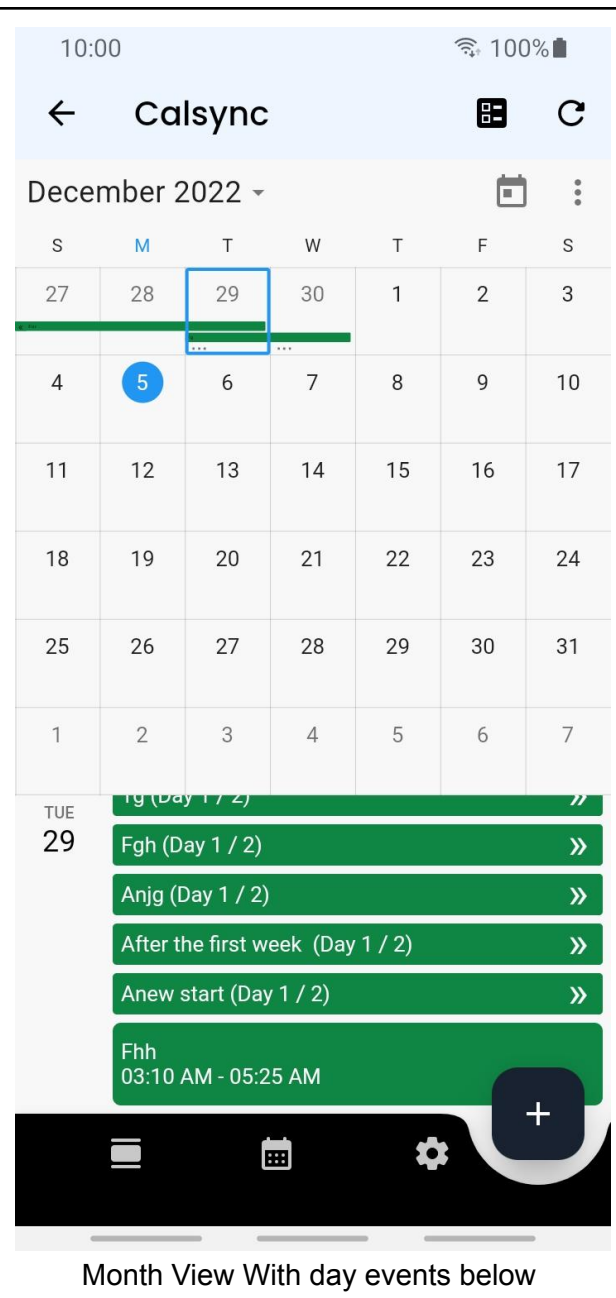 10:00 100%
Calsync
December 2022
S M T W T F S
27 28 29 30 1 2 3
4 5 6 7 8 9 10
11 12 13 14 15 16 17
18 19 20 21 22 23 24
25 26 27 28 29 30 31
1 2 3 4 5 6 7
Tg (Day 1 / 2)
TUE
29
Fgh (Day 1 / 2)
Anjg (Day 1 / 2)
After the first week (Day 1 / 2)
Anew start (Day 1 / 2)
Fhh
03:10 AM - 05:25 AM
Month View With day events below